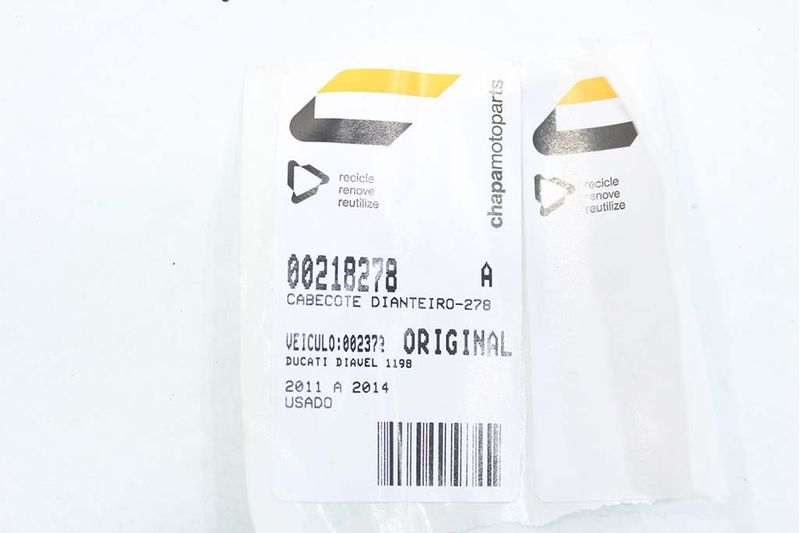 chapamotoparts
recicle
renove
reutilize
00218278 A
CABECOTE DIANTEIRO-278
ORIGINAL
DUCATI DIAVEL 1198
2011 A 2014
USADO
recicle
renove
reutilize